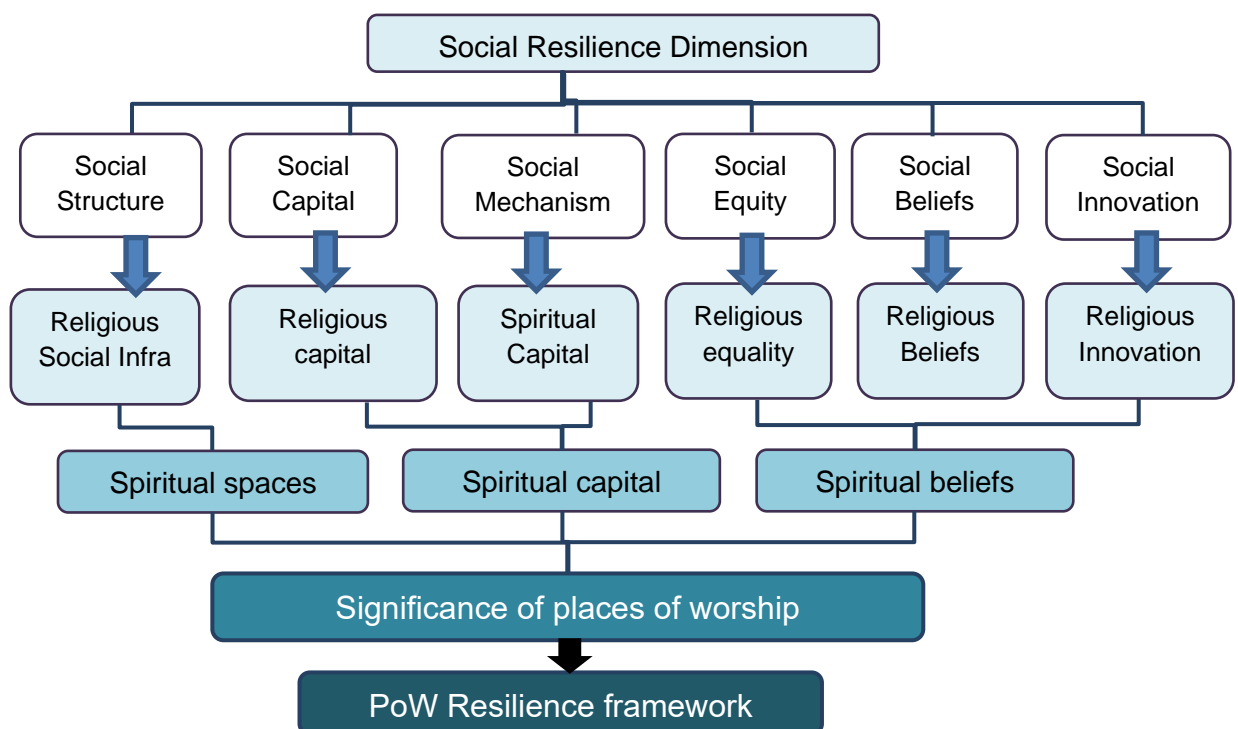 Social Resilience Dimension
Social
Structure
Social
Capital
Social
Mechanism
Social
Equity
Social
Beliefs
Social
Innovation
Religious
Social Infra
Religious
capital
Spiritual
Capital
Religious
equality
Religious
Beliefs
Religious
Innovation
Spiritual spaces
Spiritual capital
Spiritual beliefs
Significance of places of worship
PoW Resilience framework